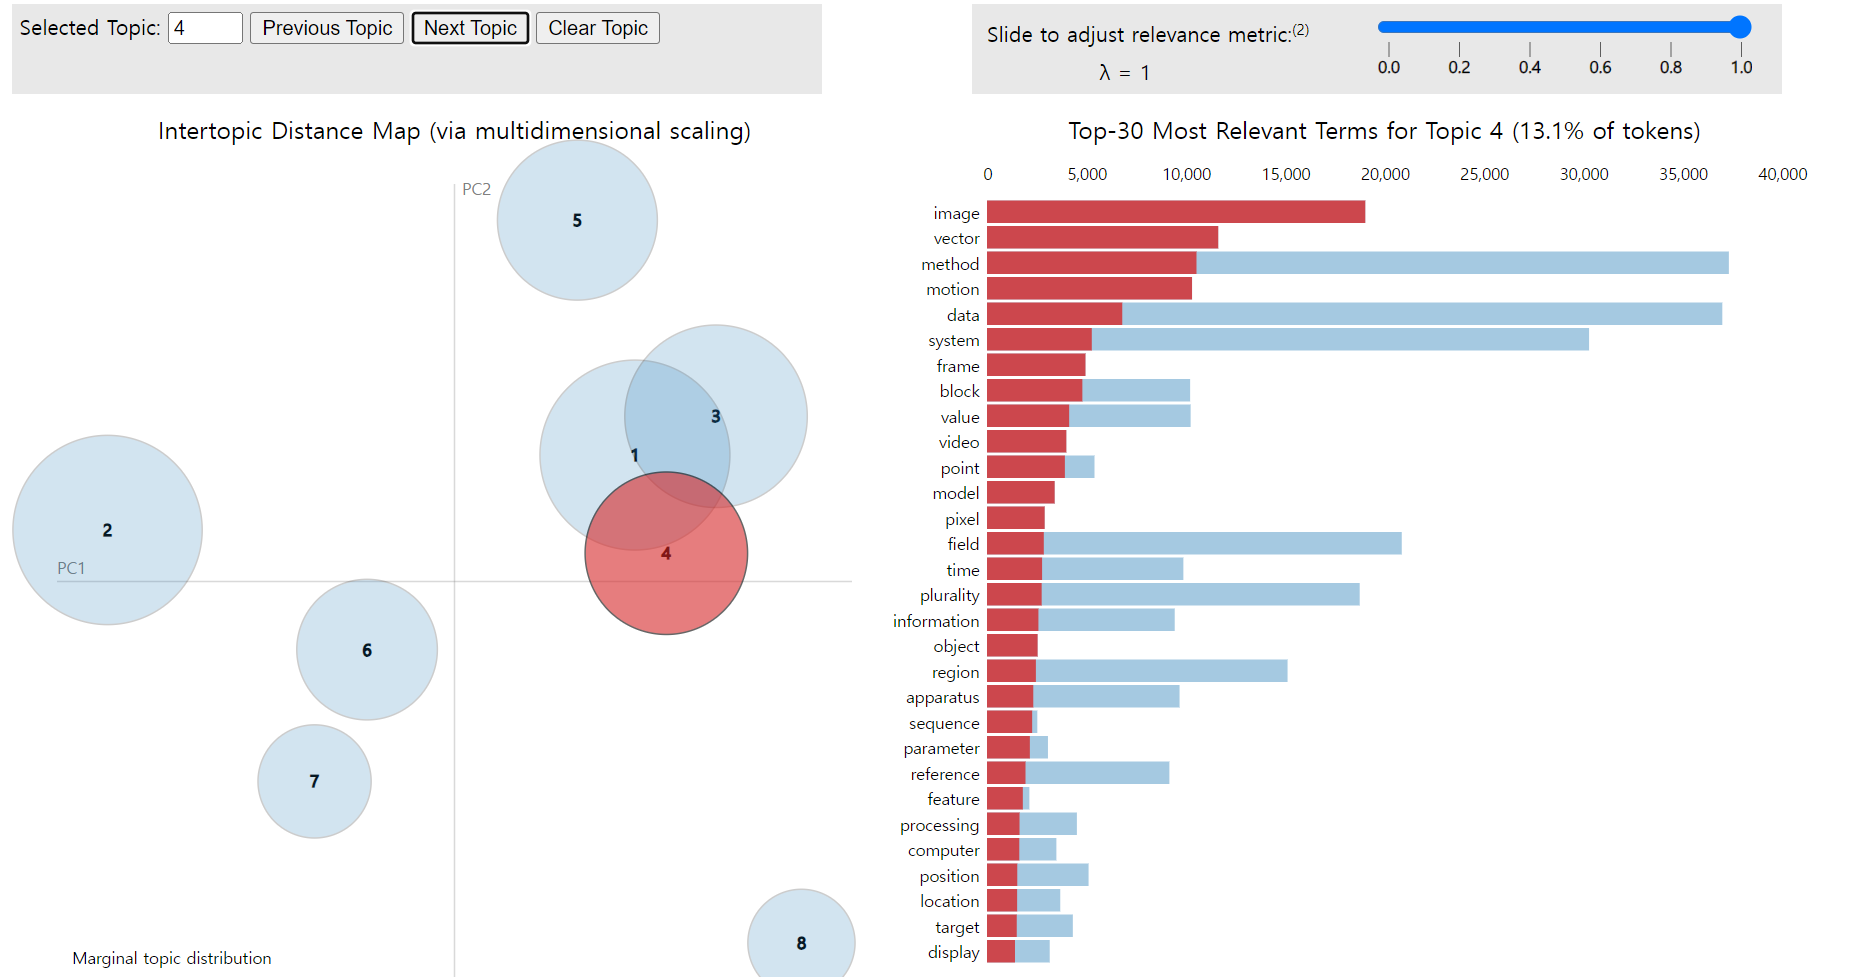 Selected Topic: 4 Previous Topic Next Topic Clear Topic
Slide to adjust relevance metric:(2)
λ = 1
0.0 0.2 0.4 0.6 0.8 1.0
Intertopic Distance Map (via multidimensional scaling)
PC2
5
3
1
2
4
PC1
6
7
8
Marginal topic distribution
Top-30 Most Relevant Terms for Topic 4 (13.1% of tokens)
0 5,000 10,000 15,000 20,000 25,000 30,000 35,000 40,000
image
vector
method
motion
data
system
frame
block
value
video
point
model
pixel
field
time
plurality
information
object
region
apparatus
sequence
parameter
reference
feature
processing
computer
position
location
target
display